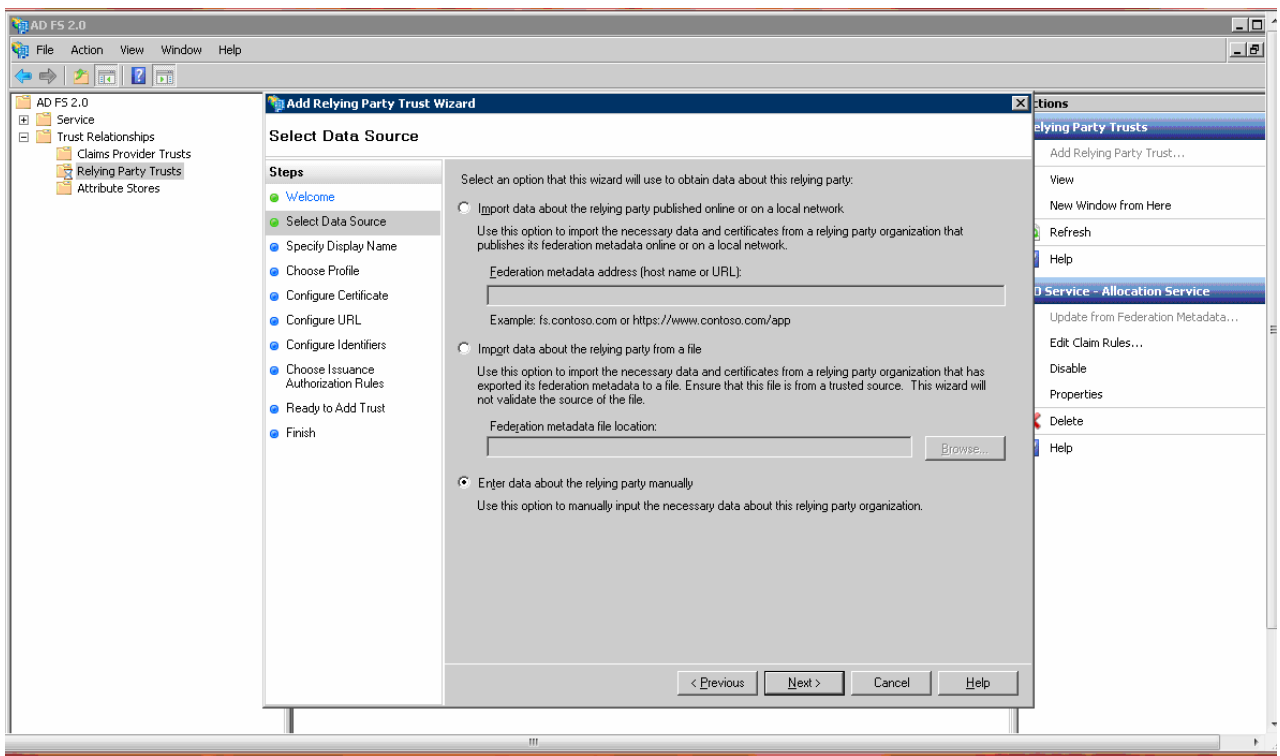 AD FS 2.0
File Action View Window Help
AD FS 2.0
Service
Trust Relationships
Claims Provider Trusts
Relying Party Trusts
Attribute Stores
Add Relying Party Trust Wizard
Select Data Source
Steps
Welcome
Select Data Source
Specify Display Name
Choose Profile
Configure Certificate
Configure URL
Configure Identifiers
Choose Issuance
Authorization Rules
Ready to Add Trust
Finish
Select an option that this wizard will use to obtain data about this relying party:
Import data about the relying party published online or on a local network
Use this option to import the necessary data and certificates from a relying party organization that
publishes its federation metadata online or on a local network.
Federation metadata address (host name or URL):
Example: fs.contoso.com or https://www.contoso.com/app
Import data about the relying party from a file
Use this option to import the necessary data and certificates from a relying party organization that has
exported its federation metadata to a file. Ensure that this file is from a trusted source. This wizard will
not validate the source of the file.
Federation metadata file location:
Browse...
Enter data about the relying party manually
Use this option to manually input the necessary data about this relying party organization.
< Previous
Next >
Cancel
Help
ctions
elying Party Trusts
Add Relying Party Trust...
View
New Window from Here
Refresh
Help
O Service - Allocation Service
Update from Federation Metadata...
Edit Claim Rules...
Disable
Properties
Delete
Help